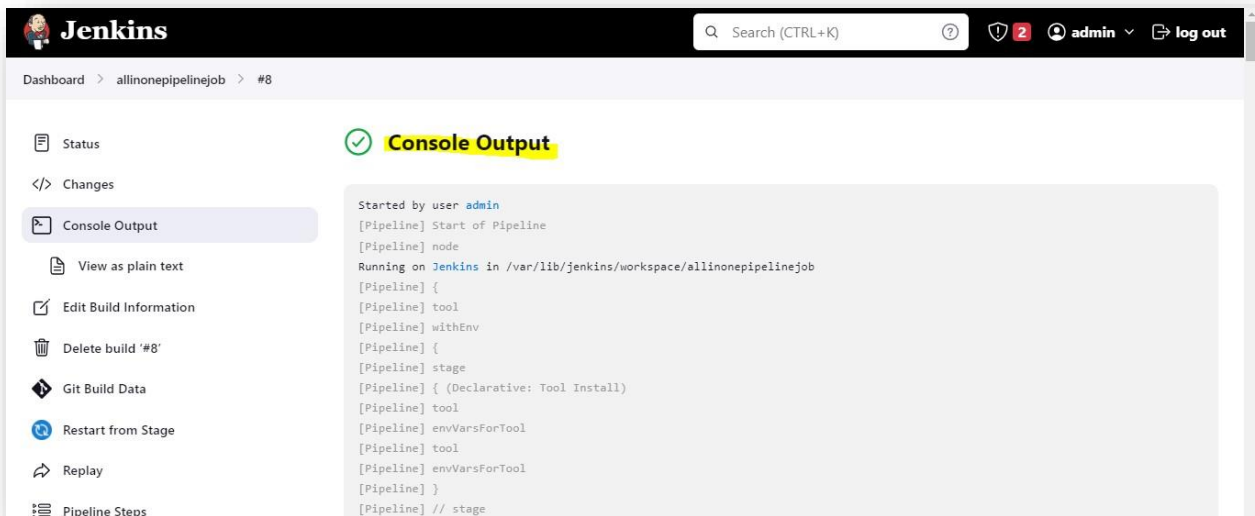 Jenkins
Search (CTRL+K)
2
admin
log out
Dashboard > allinonepipelinejob > #8
Status
Changes
Console Output
View as plain text
Edit Build Information
Delete build '#8'
Git Build Data
Restart from Stage
Replay
Pipeline Steps
Console Output
Started by user admin
[Pipeline] Start of Pipeline
[Pipeline] node
Running on Jenkins in /var/lib/jenkins/workspace/allinonepipelinejob
[Pipeline] {
[Pipeline] tool
[Pipeline] withEnv
[Pipeline] {
[Pipeline] stage
[Pipeline] { (Declarative: Tool Install)
[Pipeline] tool
[Pipeline] envVarsForTool
[Pipeline] tool
[Pipeline] envVarsForTool
[Pipeline] }
[Pipeline] // stage